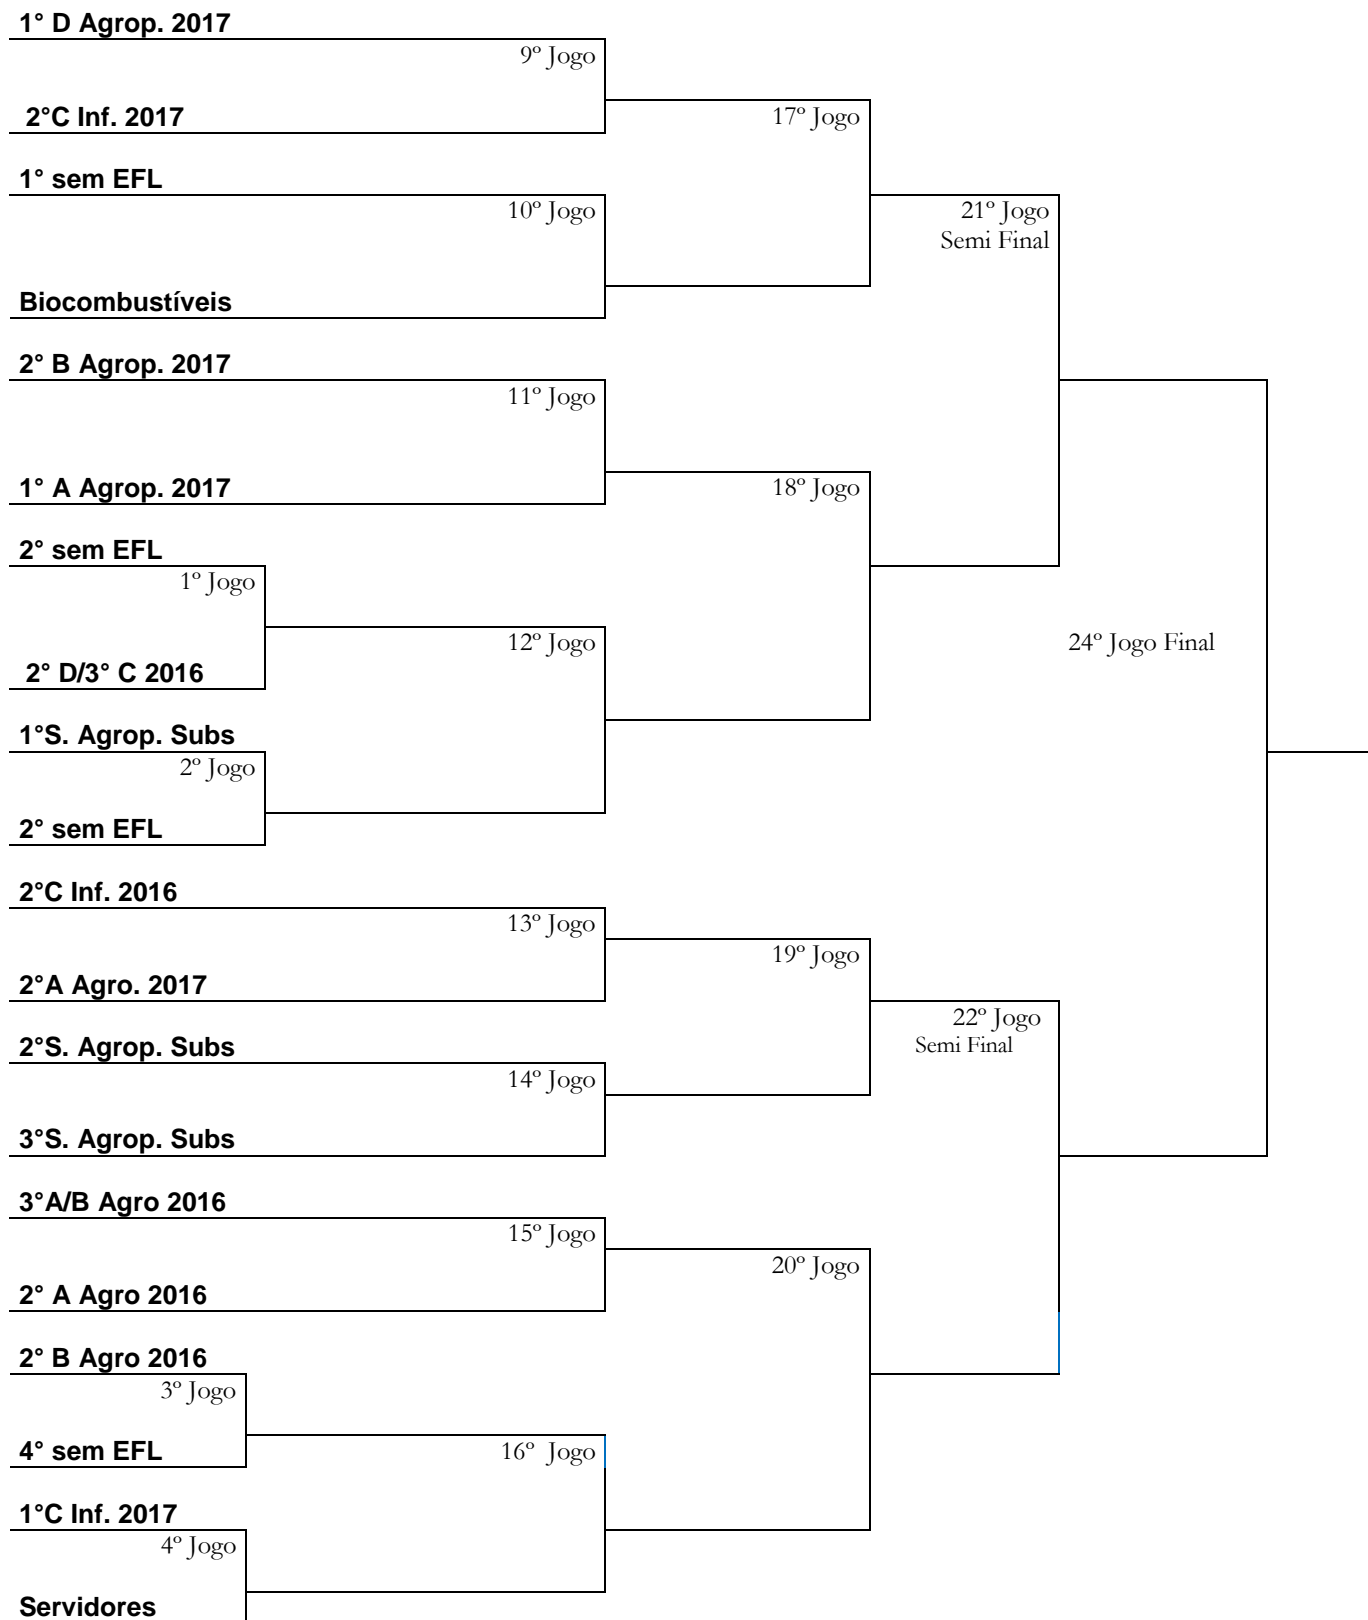 1° D Agrop. 2017
9º Jogo
2°C Inf. 2017
17º Jogo
1° sem EFL
10º Jogo
21º Jogo
Semi Final
Biocombustíveis
2° B Agrop. 2017
11º Jogo
1° A Agrop. 2017
18º Jogo
2° sem EFL
1º Jogo
12º Jogo
24º Jogo Final
2° D/3° C 2016
1°S. Agrop. Subs
2º Jogo
2° sem EFL
2°C Inf. 2016
13º Jogo
19º Jogo
2°A Agro. 2017
22º Jogo
Semi Final
2°S. Agrop. Subs
14º Jogo
3°S. Agrop. Subs
3°A/B Agro 2016
15º Jogo
20º Jogo
2° A Agro 2016
2° B Agro 2016
3º Jogo
4° sem EFL
16º Jogo
1°C Inf. 2017
4º Jogo
Servidores